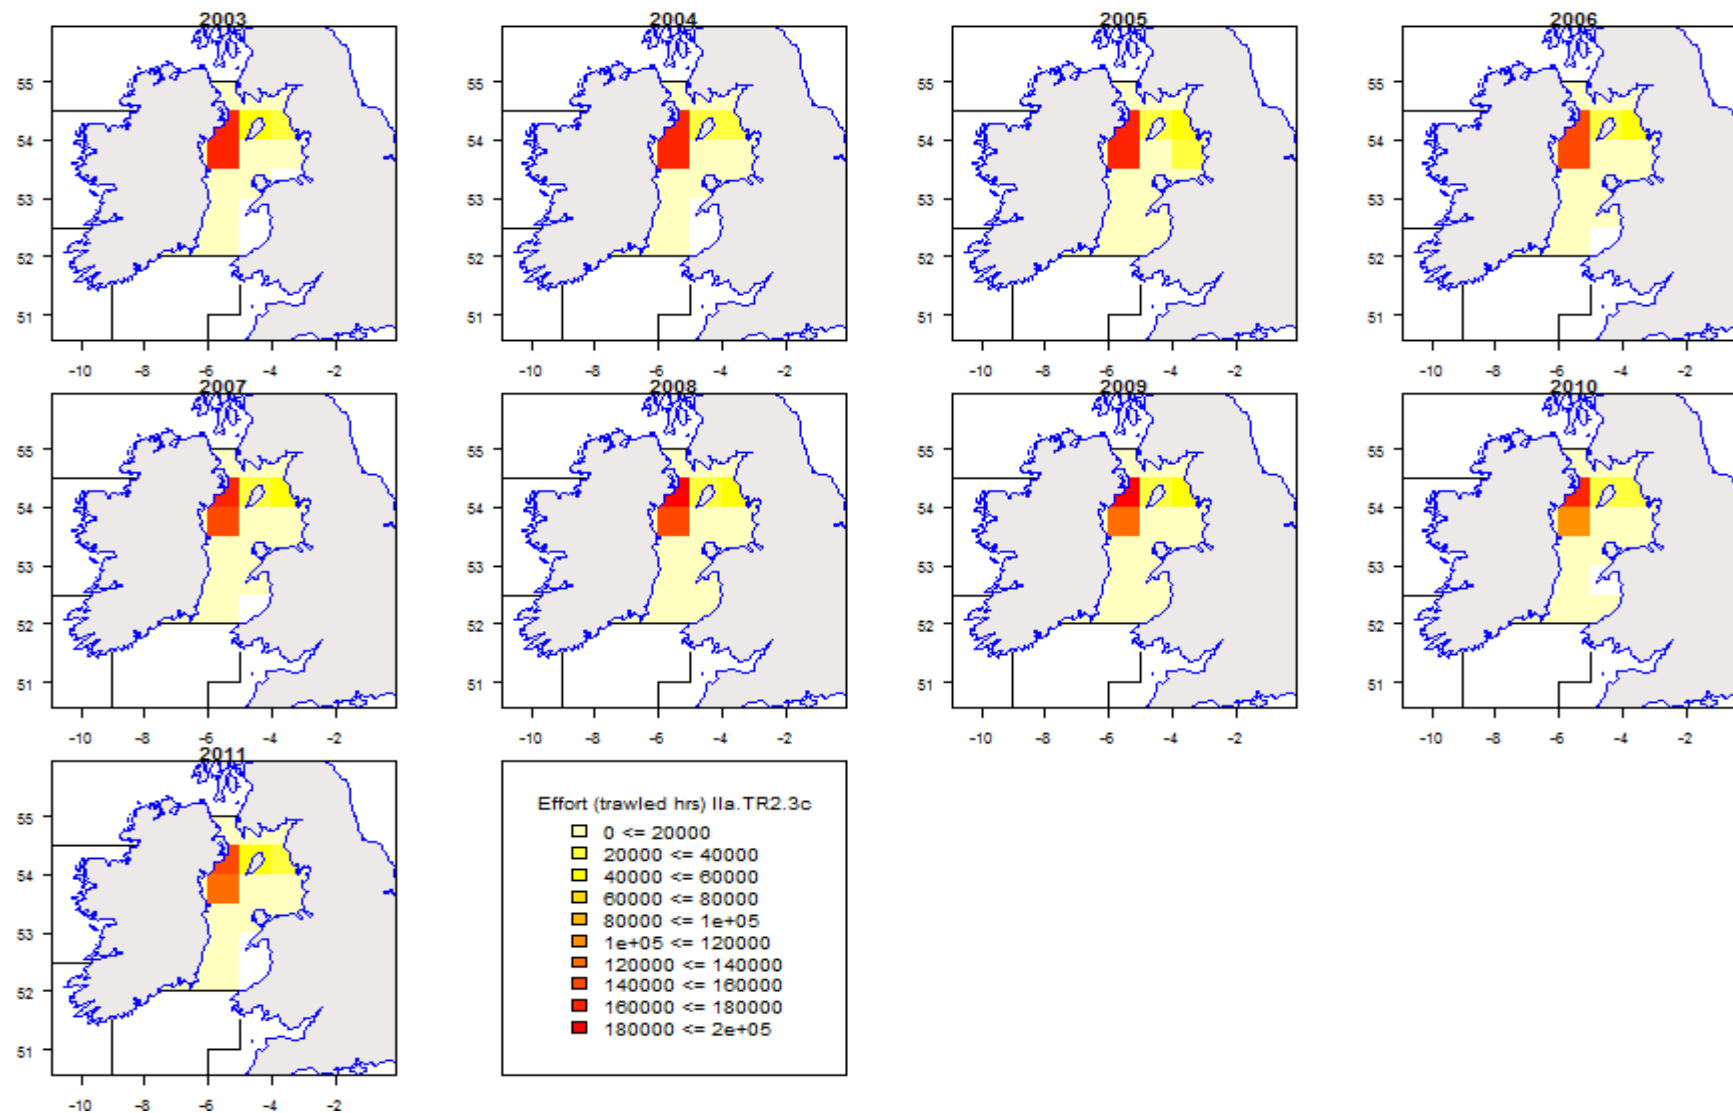 2003 2004 2005 2006
55 55 55 55
54 54 54 54
53 53 53 53
52 52 52 52
51 51 51 51
-10 -8 -6 -4 -2 -10 -8 -6 -4 -2 -10 -8 -6 -4 -2 -10 -8 -6 -4 -2
2007 2008 2009 2010
55 55 55 55
54 54 54 54
53 53 53 53
52 52 52 52
51 51 51 51
-10 -8 -6 -4 -2 -10 -8 -6 -4 -2 -10 -8 -6 -4 -2 -10 -8 -6 -4 -2
2011
55
54
53
52
51
-10 -8 -6 -4 -2
Effort (trawled hrs) IIa.TR2.3c
0 <= 20000
20000 <= 40000
40000 <= 60000
60000 <= 80000
80000 <= 1e+05
1e+05 <= 120000
120000 <= 140000
140000 <= 160000
160000 <= 180000
180000 <= 2e+05